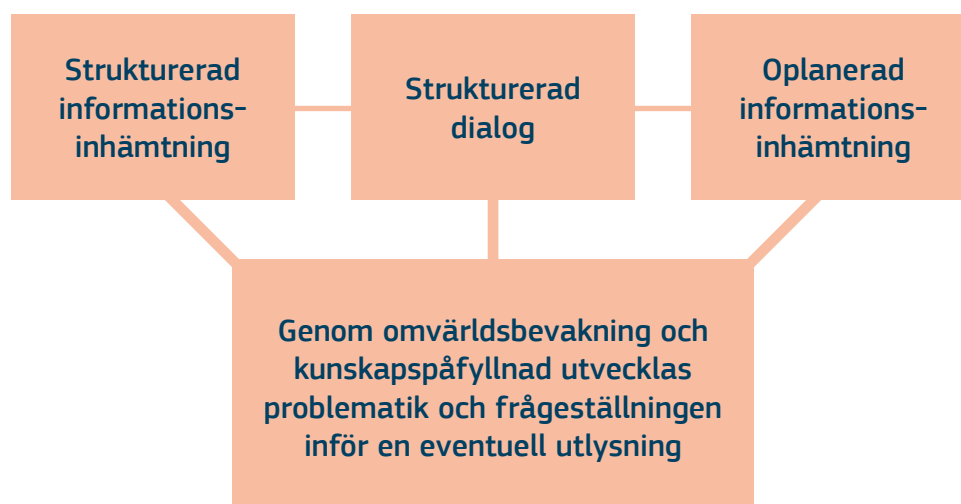 Strukturerad
informations-
inhämtning
Strukturerad
dialog
Oplanerad
informations-
inhämtning
Genom omvärldsbevakning och
kunskapspåfyllnad utvecklas
problematik och frågeställningen
inför en eventuell utlysning